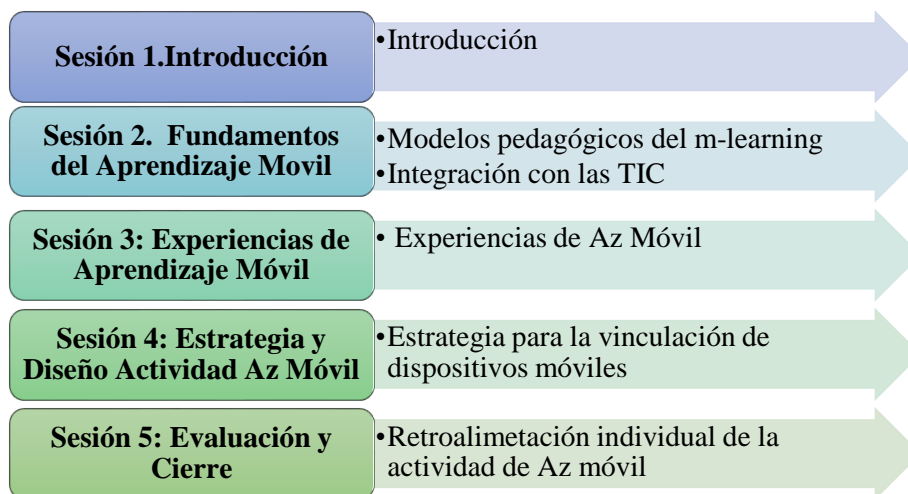 Sesión 1.Introducción
•Introducción
Sesión 2.  Fundamentos
del Aprendizaje Movil
•Modelos pedagógicos del m-learning
•Integración con las TIC
Sesión 3: Experiencias de
Aprendizaje Móvil
• Experiencias de Az Móvil
Sesión 4: Estrategia y
Diseño Actividad Az Móvil
•Estrategia para la vinculación de
dispositivos móviles
Sesión 5: Evaluación y
Cierre
•Retroalimetación individual de la
actividad de Az móvil